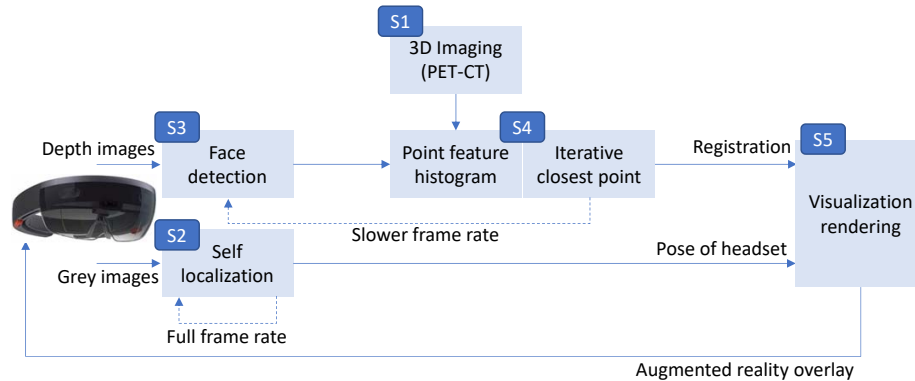 S1
3D Imaging
(PET-CT)
S3
Depth images
Face
detection
S4
Point feature
histogram
Iterative
closest point
Registration
S5
Visualization
rendering
Slower frame rate
S2
Self
localization
Grey images
Pose of headset
Full frame rate
Augmented reality overlay